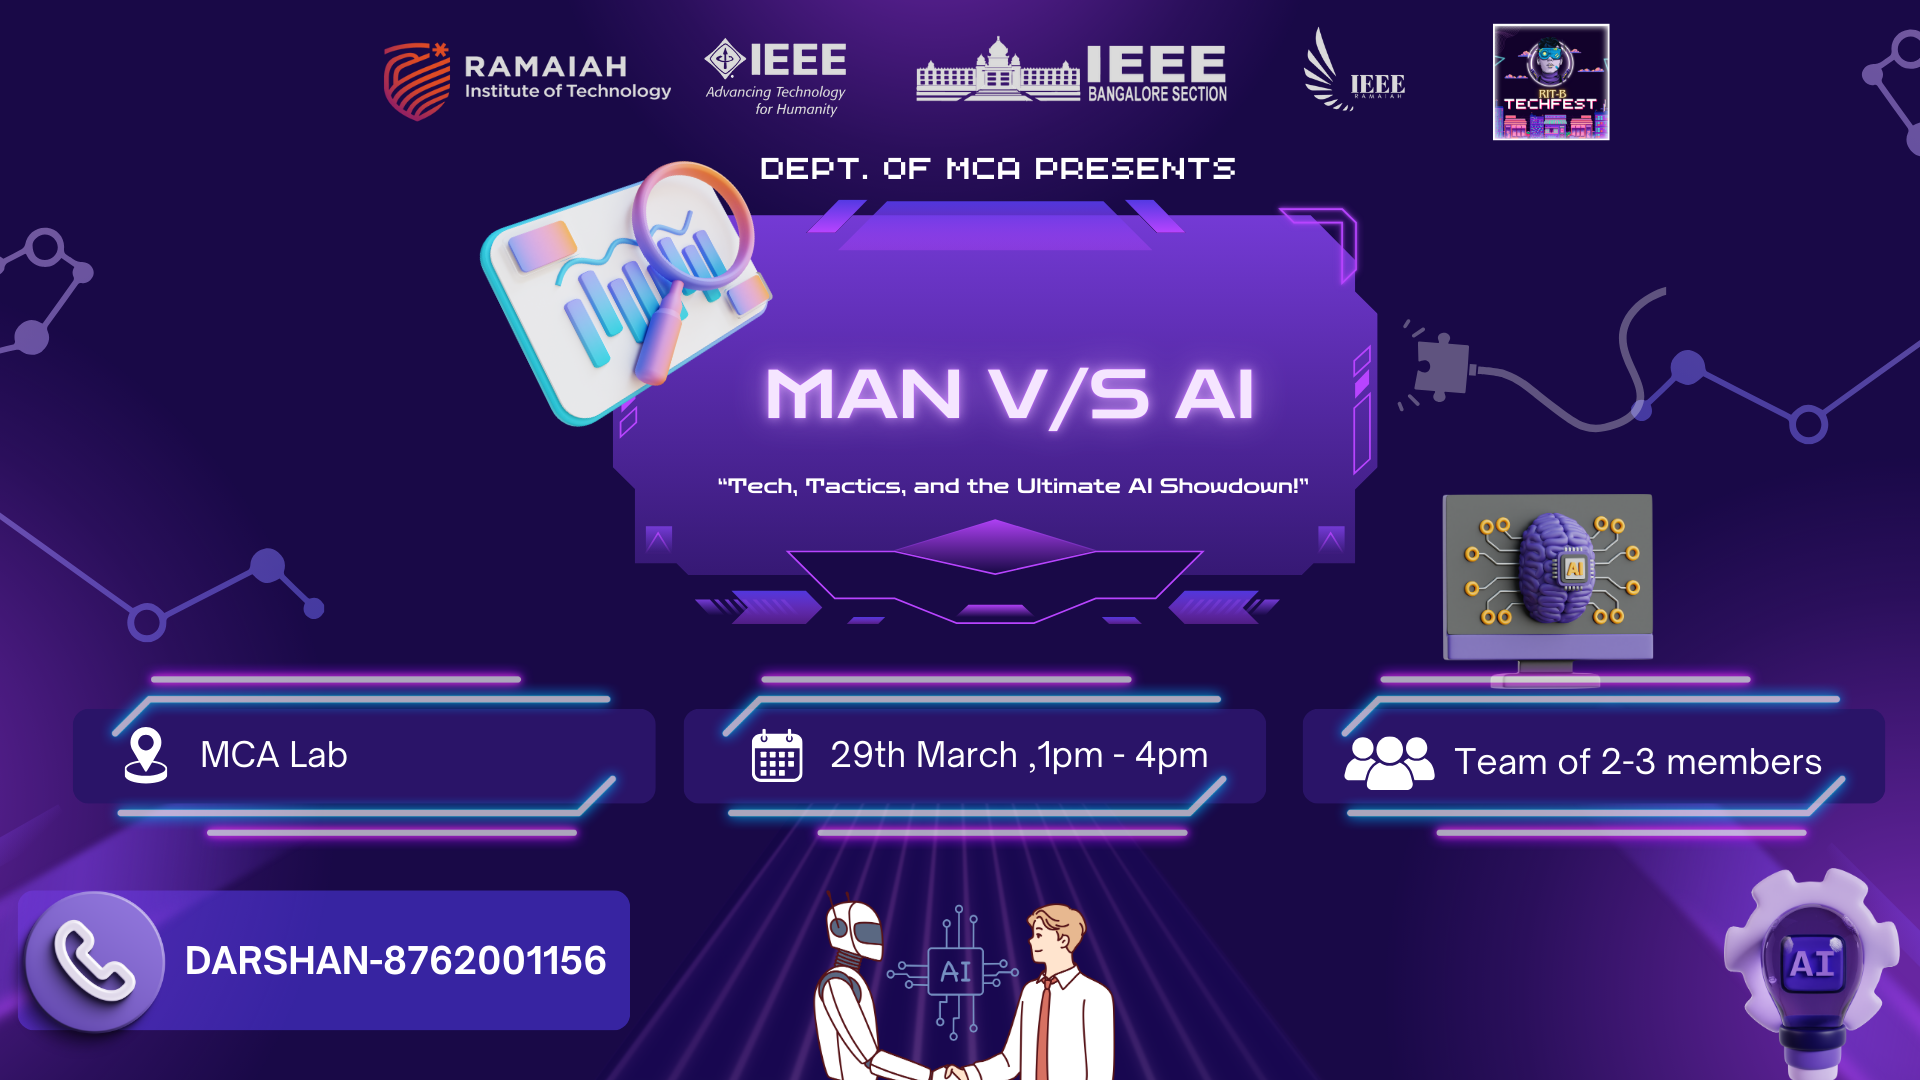 RAMAIAH
Institute of Technology
IEEE
Advancing Technology
for Humanity
IEEE
BANGALORE SECTION
IEEE
RAMAIAH
RIT-B
TECHFEST
DEPT. OF MCA PRESENTS
MAN V/S AI
“Tech, Tactics, and the Ultimate AI Showdown!”
AI
MCA Lab
29th March ,1pm - 4pm
Team of 2-3 members
DARSHAN-8762001156
AI
AI